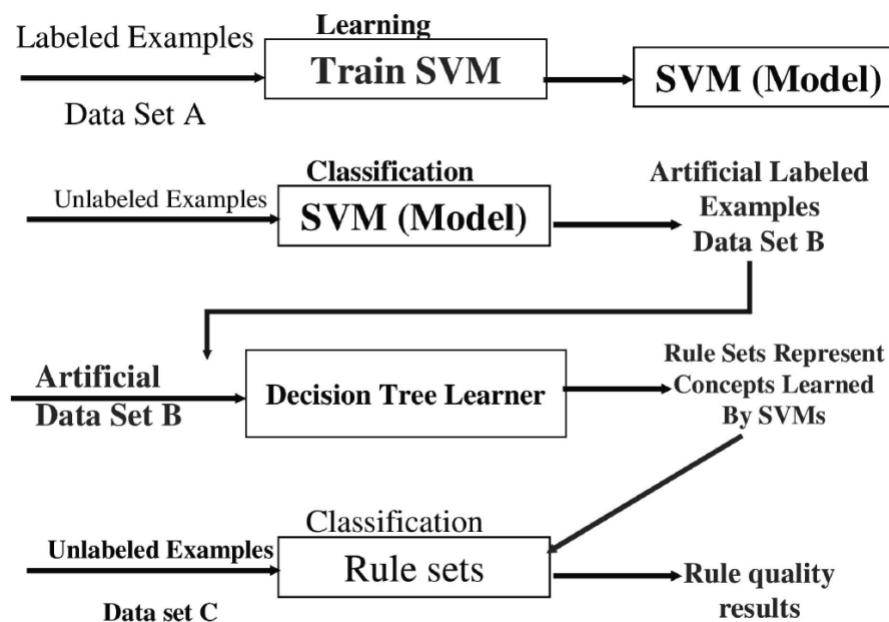 Labeled Examples
Data Set A
Learning
Train SVM
SVM (Model)
Unlabeled Examples
Classification
SVM (Model)
Artificial Labeled
Examples
Data Set B
Artificial
Data Set B
Decision Tree Learner
Rule Sets Represent
Concepts Learned
By SVMs
Unlabeled Examples
Data set C
Classification
Rule sets
Rule quality
results